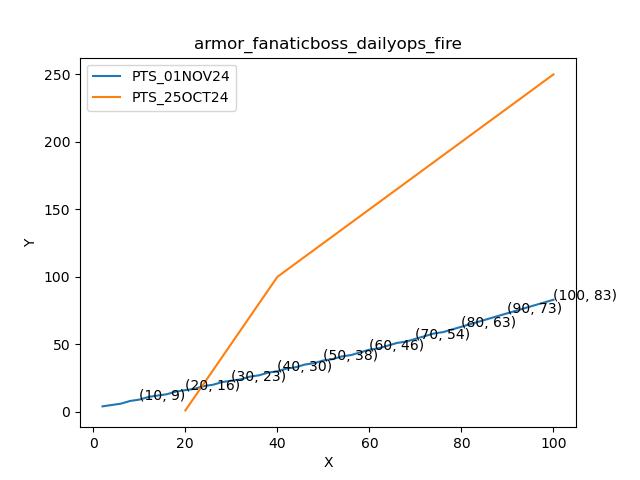 armor_fanaticboss_dailyops_fire
PTS_01NOV24
PTS_25OCT24
Y
250
200
150
100
50
0
(10, 9)
(20, 16)
(30, 23)
(40, 30)
(50, 38)
(60, 46)
(70, 54)
(80, 63)
(90, 73)
(100, 83)
0 20 40 60 80 100
X